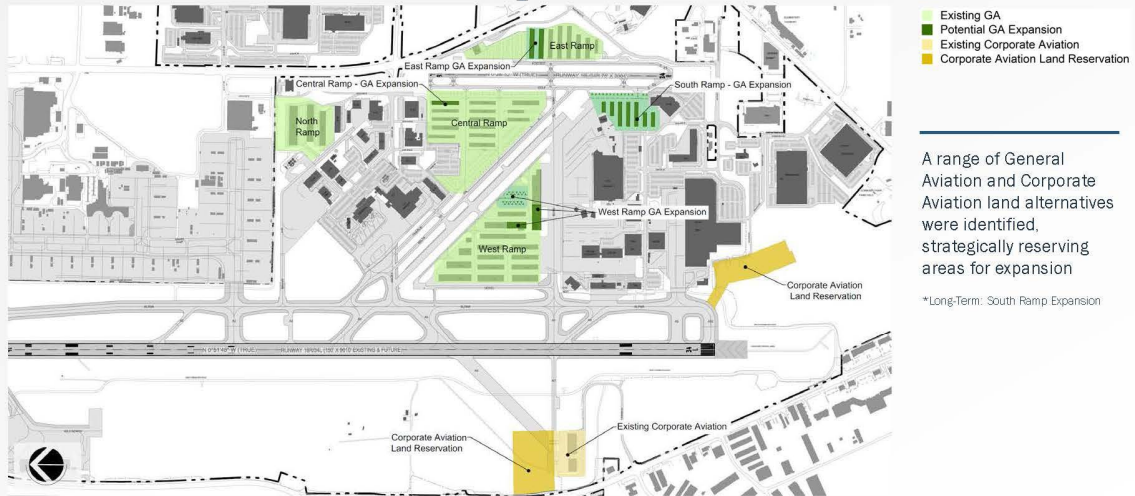 East Ramp
East Ramp GA Expansion
Central Ramp - GA Expansion
South Ramp - GA Expansion
North
Ramp
Central Ramp
West Ramp GA Expansion
West Ramp
Corporate Aviation
Land Reservation
Existing Corporate Aviation
Corporate Aviation
Land Reservation
Existing GA
Potential GA Expansion
Existing Corporate Aviation
Corporate Aviation Land Reservation
A range of General
Aviation and Corporate
Aviation land alternatives
were identified,
strategically reserving
areas for expansion
*Long-Term: South Ramp Expansion